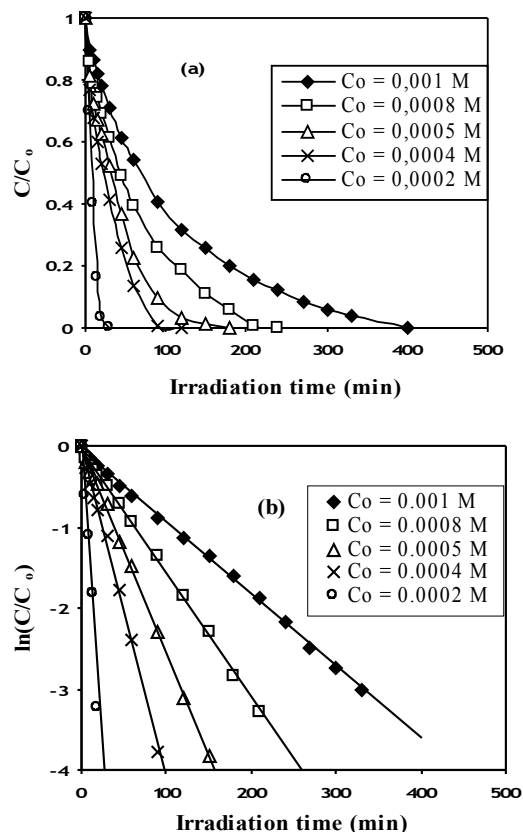 1
0.8
0.6
0.4
0.2
0
C/C o
(a)
Co = 0,001 M
Co = 0,0008 M
Co = 0,0005 M
Co = 0,0004 M
Co = 0,0002 M
0 100 200 300 400 500
Irradiation time (min)
0
-1
-2
-3
-4
ln(C/C o)
(b)
Co = 0.001 M
Co = 0.0008 M
Co = 0.0005 M
Co = 0.0004 M
Co = 0.0002 M
0 100 200 300 400 500
Irradiation time (min)